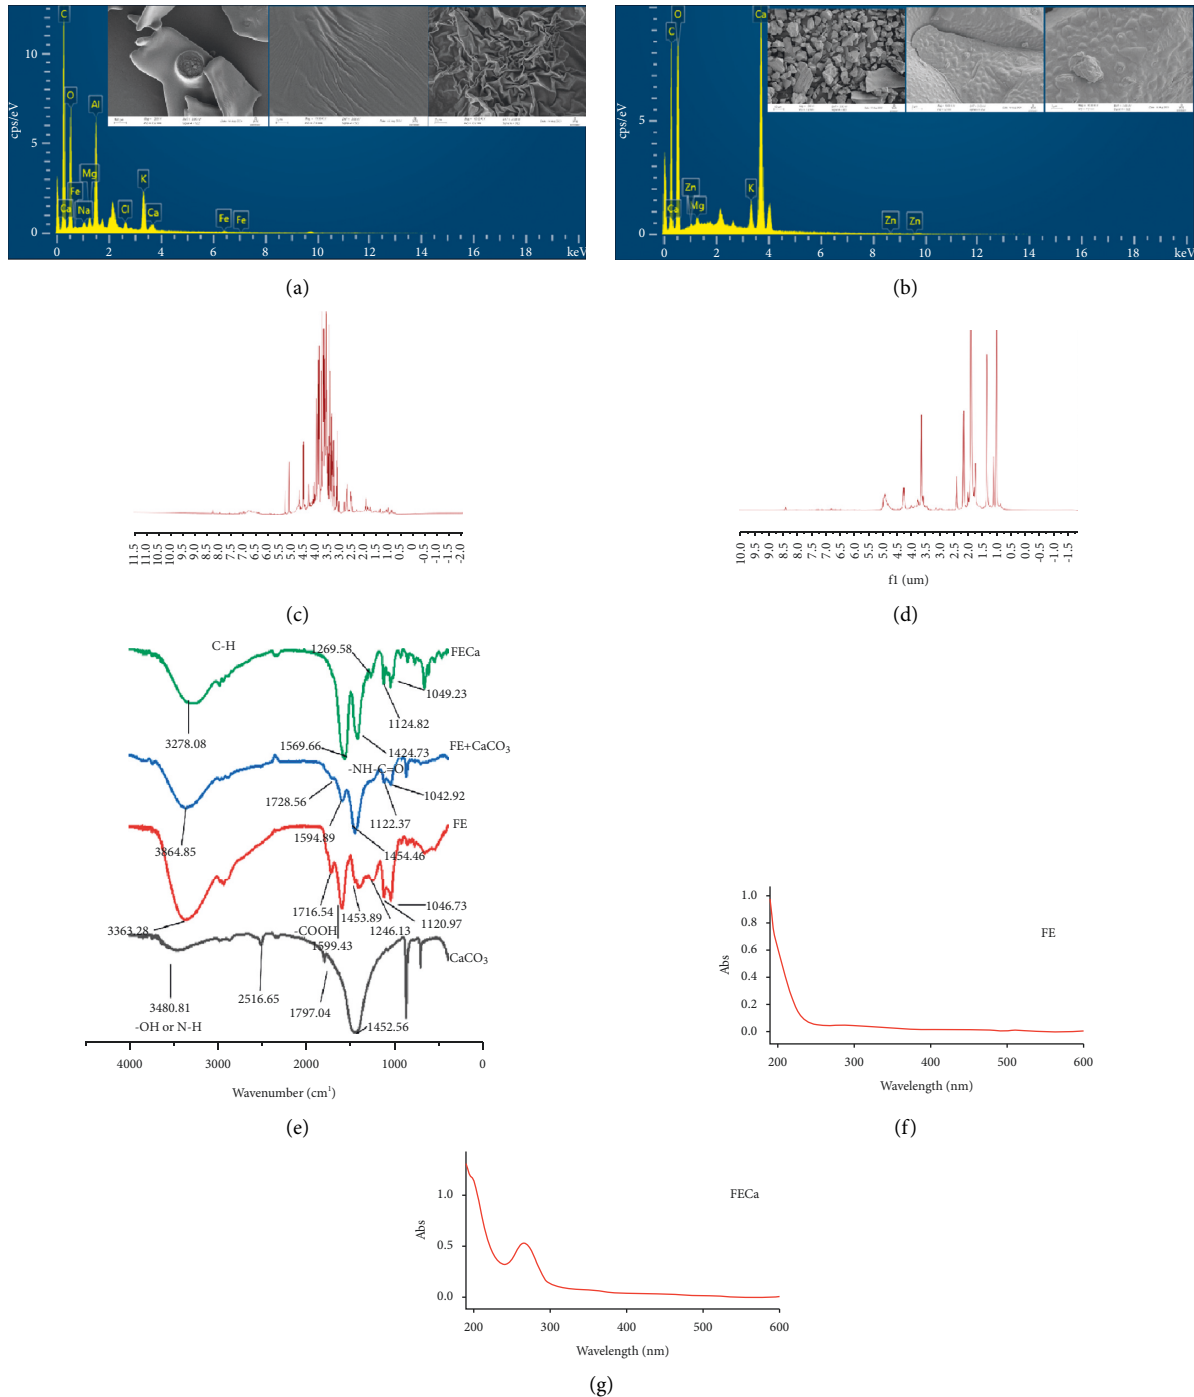 C
O
Al
Mg
Fe
Ca
Na
Cl
K
Ca
Fe
Fe
cps/eV
10
5
0
0 2 4 6 8 10 12 14 16 18 keV
(a)
O
C
Ca
Zn
Ca
Mg
K
Zn
Zn
cps/eV
5
0
0 2 4 6 8 10 12 14 16 18 keV
(b)
11.5 11.0 10.5 10.0 9.5 9.0 8.5 8.0 7.5 7.0 6.5 6.0 5.5 5.0 4.5 4.0 3.5 3.0 2.5 2.0 1.5 1.0 0.5 0 -0.5 -1.0 -1.5 -2.0
(c)
10.0 9.5 9.0 8.5 8.0 7.5 7.0 6.5 6.0 5.5 5.0 4.5 4.0 3.5 3.0 2.5 2.0 1.5 1.0 0.5 0.0 -0.5 -1.0 -1.5
f1 (um)
(d)
C-H
1269.58
FECa
1049.23
1124.82
3278.08
1569.66
1424.73
FE+CaCO3
-NH-C=O
1728.56
1042.92
1122.37
1594.89
FE
3864.85
1454.46
1716.54
1453.89
1046.73
3363.28
-COOH
1246.13
1120.97
1599.43
CaCO3
3480.81
2516.65
1797.04
-OH or N-H
1452.56
4000 3000 2000 1000 0
Wavenumber (cm1)
(e)
1.0
0.8
0.6
0.4
0.2
0.0
Abs
FE
200 300 400 500 600
Wavelength (nm)
(f)
1.0
0.5
0.0
Abs
FECa
200 300 400 500 600
Wavelength (nm)
(g)